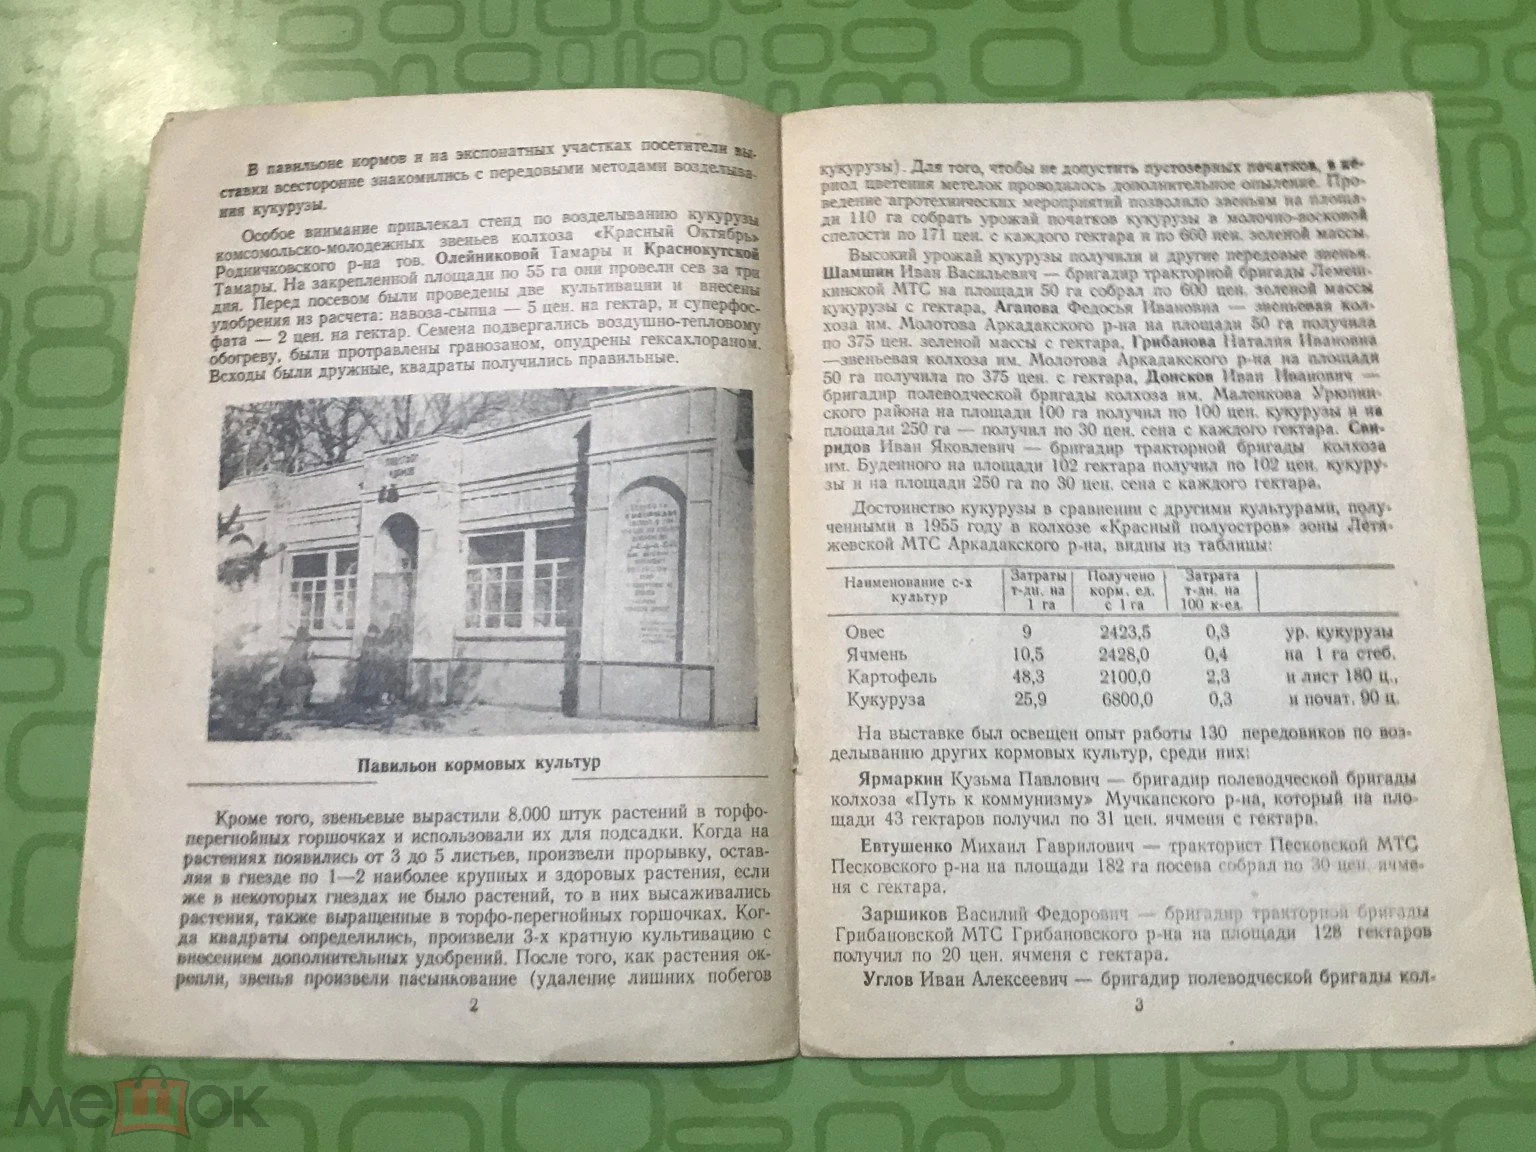 В павильоне кормов и на экспонатных участках посетители вы-
ставки всесторонне знакомились с передовыми методами возделыва-
ния кукурузы.
Особое внимание привлекал стенд по возделыванию кукурузы
комсомольско-молодежных звеньев колхоза «Красный Октябрь»
Родничковского р-на тов. Олейниковой Тамары и Краснокутской
Тамары. На закрепленной площади по 55 га они провели сев за три
дня. Перед посевом были проведены две культивации и внесены
удобрения из расчета: навоза-сыпца — 5 цен. на гектар, и суперфос-
фата — 2 цен. на гектар. Семена подвергались воздушно-тепловому
обогреву, были протравлены гранозаном, опудрены гексахлораном.
Всходы были дружные, квадраты получились правильные.
Павильон кормовых культур
Кроме того, звеньевые вырастили 8.000 штук растений в торфо-
перегнойных горшочках и использовали их для подсадки. Когда на
растениях появились от 3 до 5 листьев, произвели прорывку, остав-
ляя в гнезде по 1—2 наиболее крупных и здоровых растения, если
же в некоторых гнездах не было растений, то в них высаживались
растения, также выращенные в торфо-перегнойных горшочках. Ког-
да квадраты определились, произвели 3-х кратную культивацию с
внесением дополнительных удобрений. После того, как растения ок-
репли, звенья произвели пасынкование (удаление лишних побегов
2
кукурузы). Для того, чтобы не допустить пустозерных початков, в пе-
риод цветения метелок проводилось дополнительное опыление. Про-
ведение агротехнических мероприятий позволило звеньям на площа-
ди 110 га собрать урожай початков кукурузы в молочно-восковой
спелости по 171 цен. с каждого гектара и по 660 цен. зеленой массы.
Высокий урожай кукурузы получили и другие передовые звенья.
Шамшин Иван Васильевич — бригадир тракторной бригады Лемеш-
кинской МТС на площади 50 га собрал по 600 цен. зеленой массы
кукурузы с гектара, Агапова Федосья Ивановна — звеньевая кол-
хоза им. Молотова Аркадакского р-на на площади 50 га получила
по 375 цен. зеленой массы с гектара, Грибанова Наталия Ивановна
—звеньевая колхоза им. Молотова Аркадакского р-на на площади
50 га получила по 375 цен. с гектара, Донсков Иван Иванович —
бригадир полеводческой бригады колхоза им. Маленкова Урюпин-
ского района на площади 100 га получил по 100 цен. кукурузы и на
площади 250 га — получил по 30 цен. сена с каждого гектара. Сви-
ридов Иван Яковлевич — бригадир тракторной бригады колхоза
им. Буденного на площади 102 гектара получил по 102 цен. кукуру-
зы и на площади 250 га по 30 цен. сена с каждого гектара.
Достоинство кукурузы в сравнении с другими культурами, полу-
ченными в 1955 году в колхозе «Красный полуостров» зоны Летя-
жевской МТС Аркадакского р-на, видны из таблицы:
Наименование с-х культур Затраты т-дн. на 1 га Получено корм. ед. с 1 га Затрата т-дн. на 100 к-ед.
Овес 9 2423,5 0,3 ур. кукурузы
Ячмень 10,5 2428,0 0,4 на 1 га стеб.
Картофель 48,3 2100,0 2,3 и лист 180 ц.,
Кукуруза 25,9 6800,0 0,3 и почат. 90 ц.
На выставке был освещен опыт работы 130 передовиков по воз-
делыванию других кормовых культур, среди них:
Ярмаркин Кузьма Павлович — бригадир полеводческой бригады
колхоза «Путь к коммунизму» Мучкапского р-на, который на пло-
щади 43 гектаров получил по 31 цен. ячменя с гектара.
Евтушенко Михаил Гаврилович — тракторист Песковской МТС
Песковского р-на на площади 182 га посева собрал по 30 цен. ячме-
ня с гектара.
Заршиков Василий Федорович — бригадир тракторной бригады
Грибановской МТС Грибановского р-на на площади 128 гектаров
получил по 20 цен. ячменя с гектара.
Углов Иван Алексеевич — бригадир полеводческой бригады кол-
3
мешок